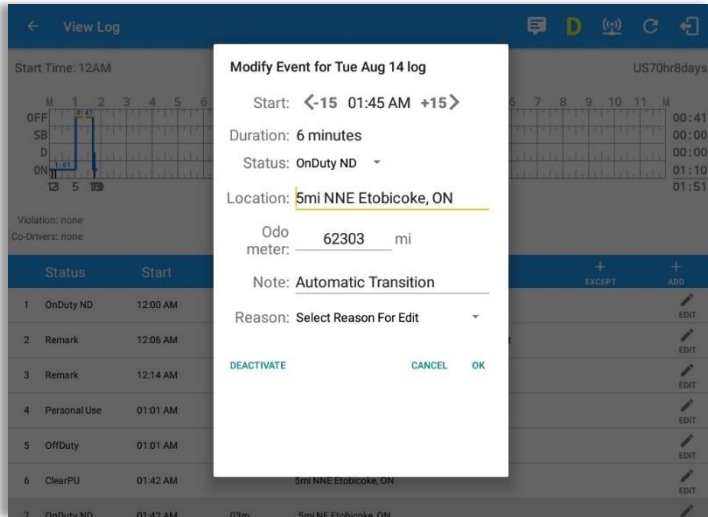 View Log
D
Start Time: 12AM
US70hr8days
M 1 2 3 4 5 6 7 8 9 10 11 M
OFF 0:41 00:41
SB 00:00
D 00:00
ON 1:01 01:10
01:51
Violation: none
Co-Drivers: none
Modify Event for Tue Aug 14 log
Start: -15 01:45 AM +15
Duration: 6 minutes
Status: OnDuty ND
Location: 5mi NNE Etobicoke, ON
Odo
meter: 62303 mi
Note: Automatic Transition
Reason: Select Reason For Edit
DEACTIVATE CANCEL OK
Status Start + EXCEPT + ADD
1 OnDuty ND 12:00 AM EDIT
2 Remark 12:06 AM EDIT
3 Remark 12:14 AM EDIT
4 Personal Use 01:01 AM EDIT
5 OffDuty 01:01 AM EDIT
6 ClearPU 01:42 AM 5mi NNE Etobicoke, ON EDIT
7 OnDuty ND 01:42 AM 03m 5mi NE Etobicoke, ON